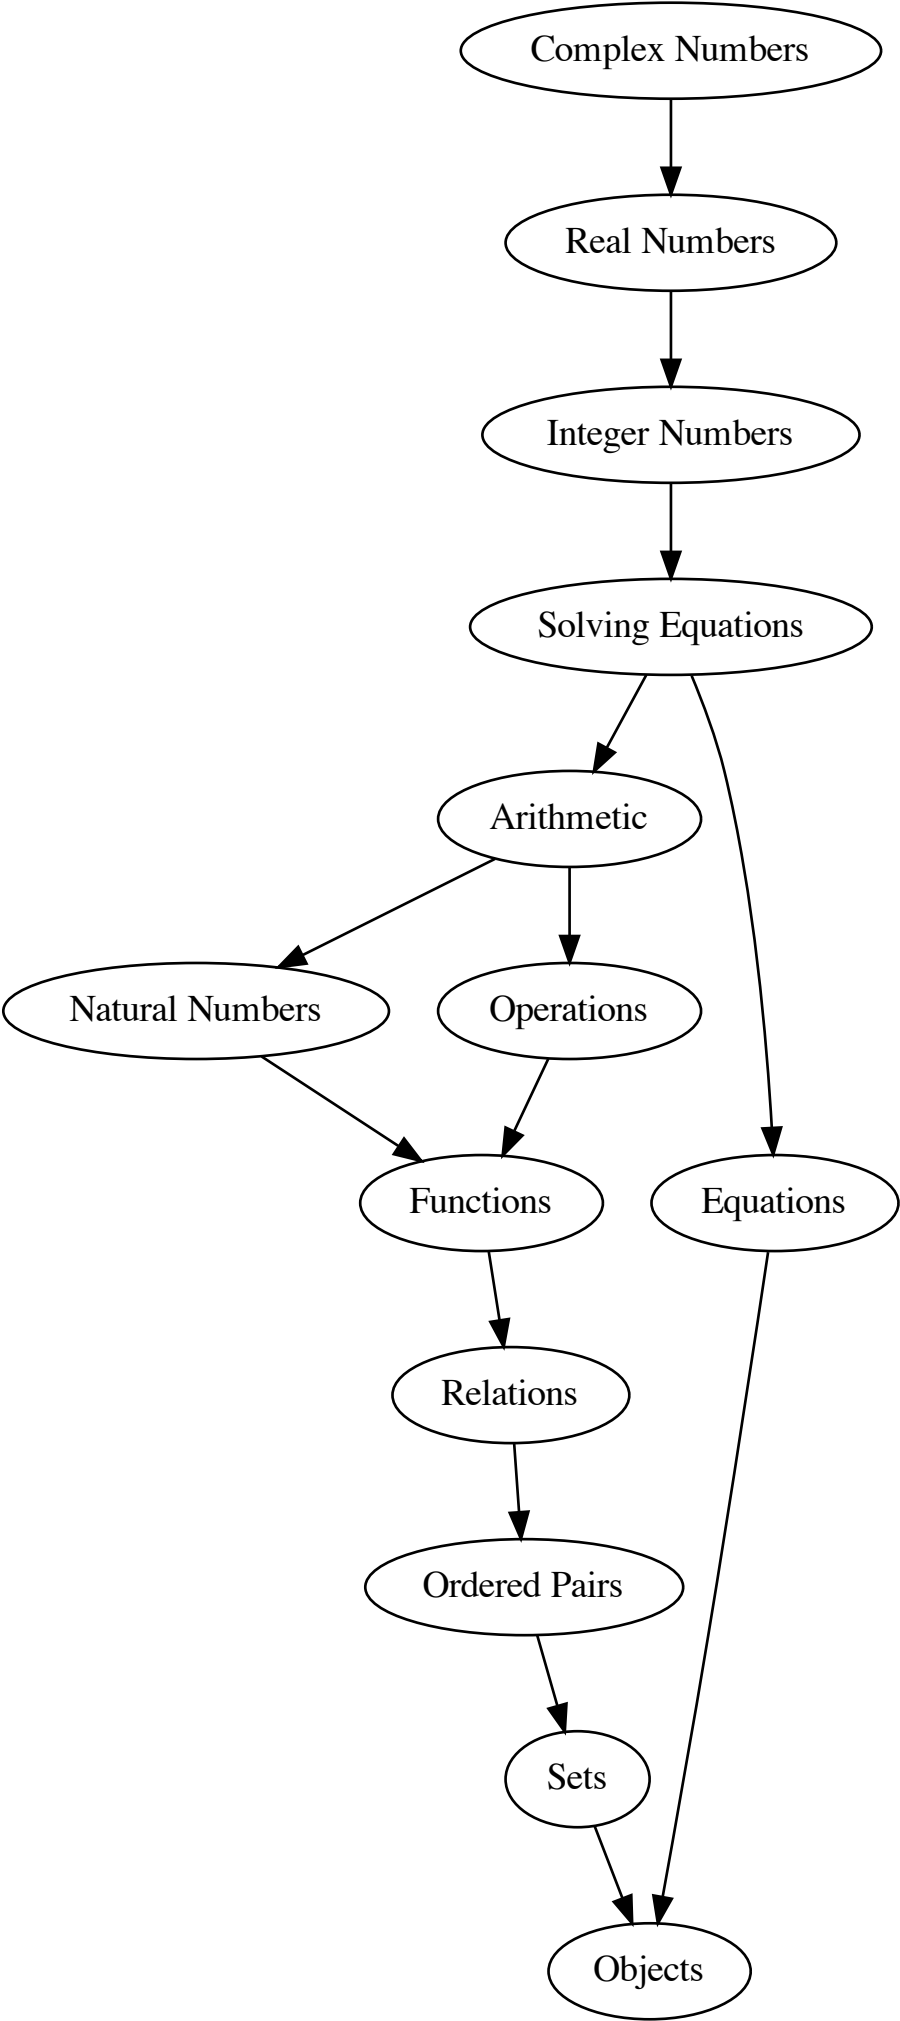 Complex Numbers
Real Numbers
Integer Numbers
Solving Equations
Arithmetic
Natural Numbers
Operations
Functions
Equations
Relations
Ordered Pairs
Sets
Objects